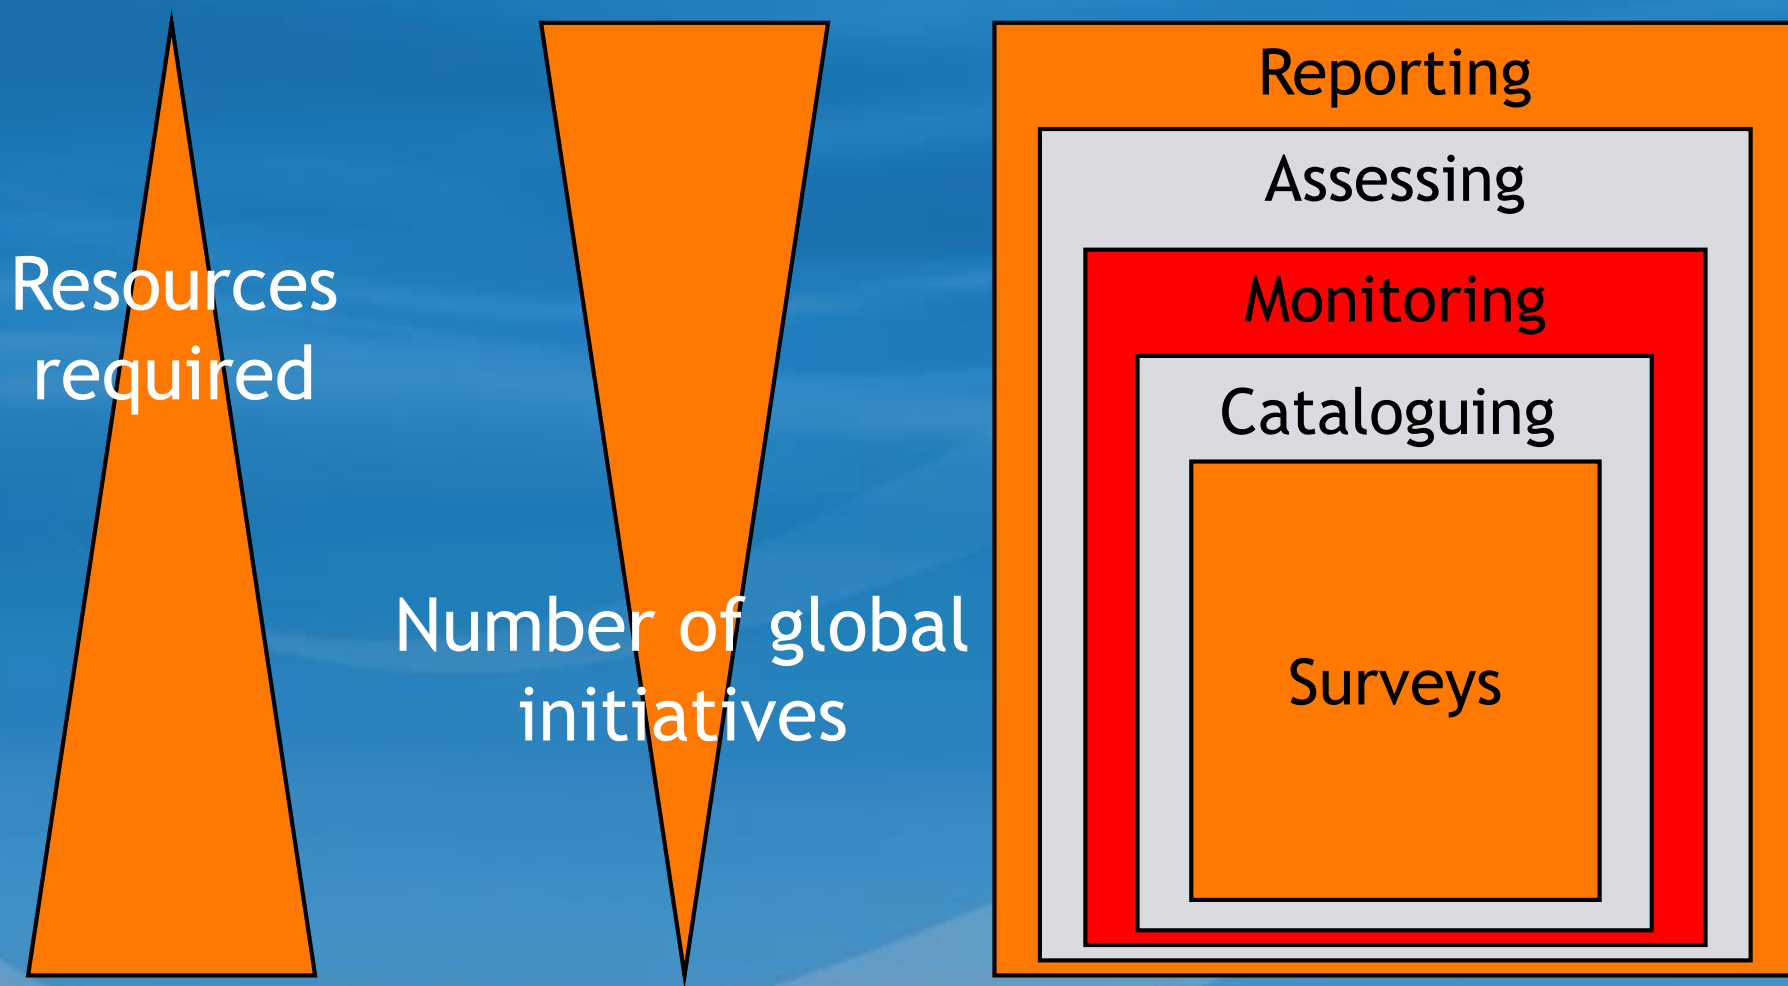 Resources
required
Number of global
initiatives
Reporting
Assessing
Monitoring
Cataloguing
Surveys